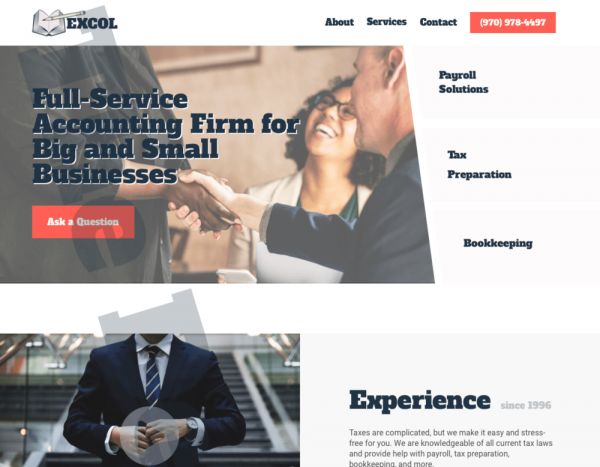 EXCOL
About Services Contact (970) 978-4497
Full-Service
Accounting Firm for
Big and Small
Businesses
Ask a Question
Payroll
Solutions
Tax
Preparation
Bookkeeping
Experience since 1996
Taxes are complicated, but we make it easy and stress-
free for you. We are knowledgeable of all current tax laws
and provide help with payroll, tax preparation,
bookkeeping, and more.